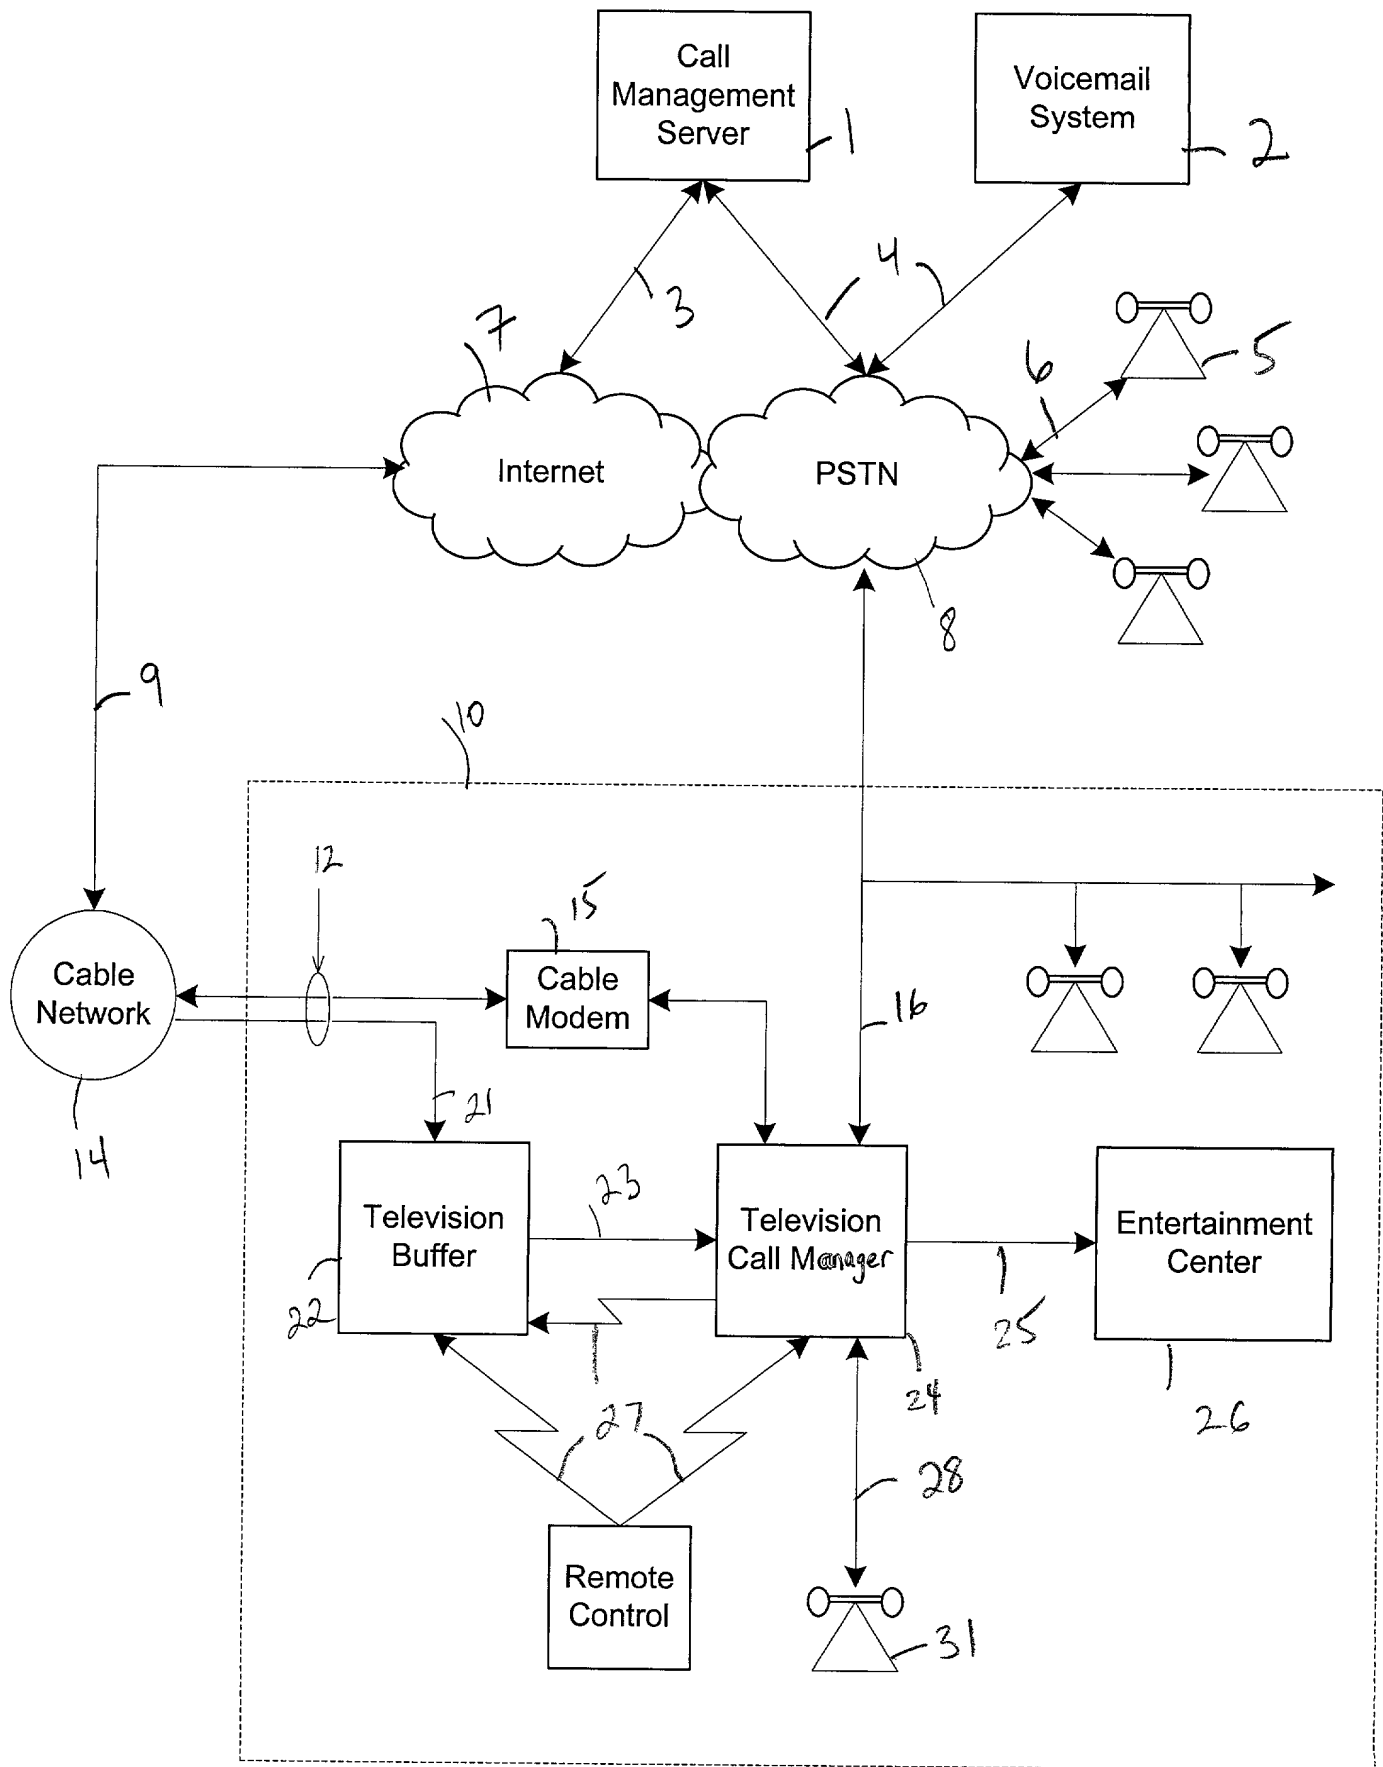 Call
Management
Server
1
Voicemail
System
2
3
4
7
5
6
Internet
PSTN
8
9
10
12
15
Cable
Network
Cable
Modem
16
14
21
Television
Buffer
23
Television
Call Manager
Entertainment
Center
22
25
24
26
27
28
Remote
Control
31